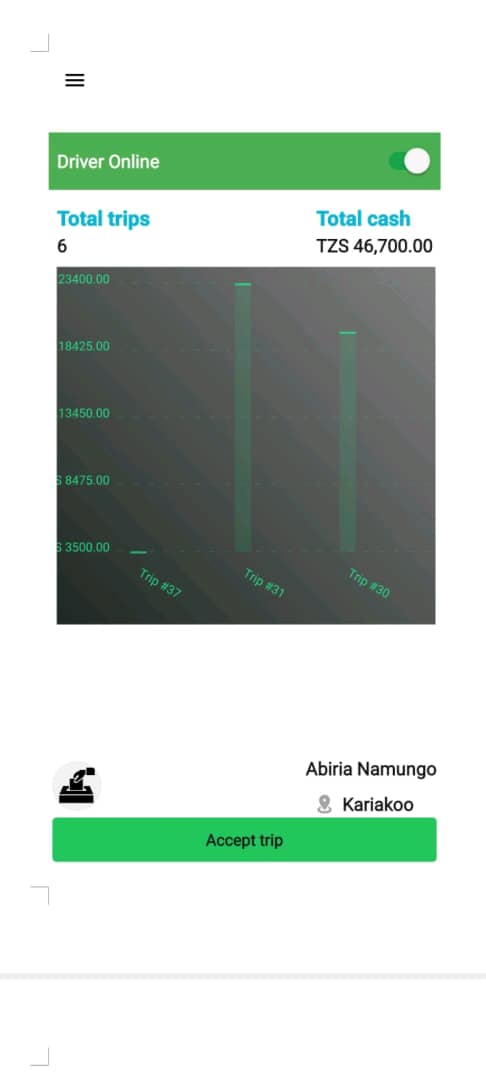 Driver Online
Total trips
Total cash
6
TZS 46,700.00
23400.00
18425.00
13450.00
S 8475.00
S 3500.00
Trip #37
Trip #31
Trip #30
Abiria Namungo
Kariakoo
Accept trip